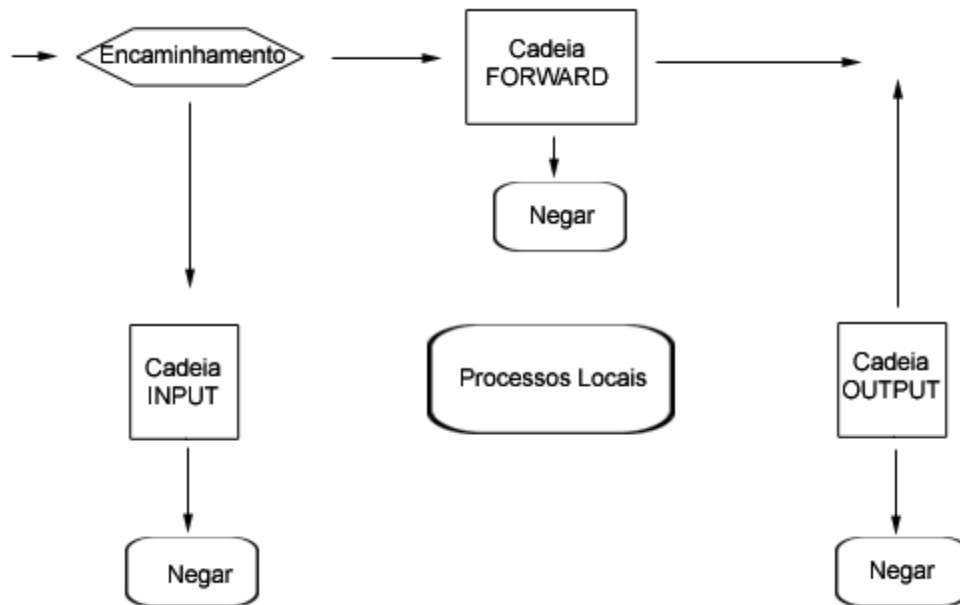 Encaminhamento
Cadeia
FORWARD
Negar
Cadeia
INPUT
Processos Locais
Cadeia
OUTPUT
Negar
Negar